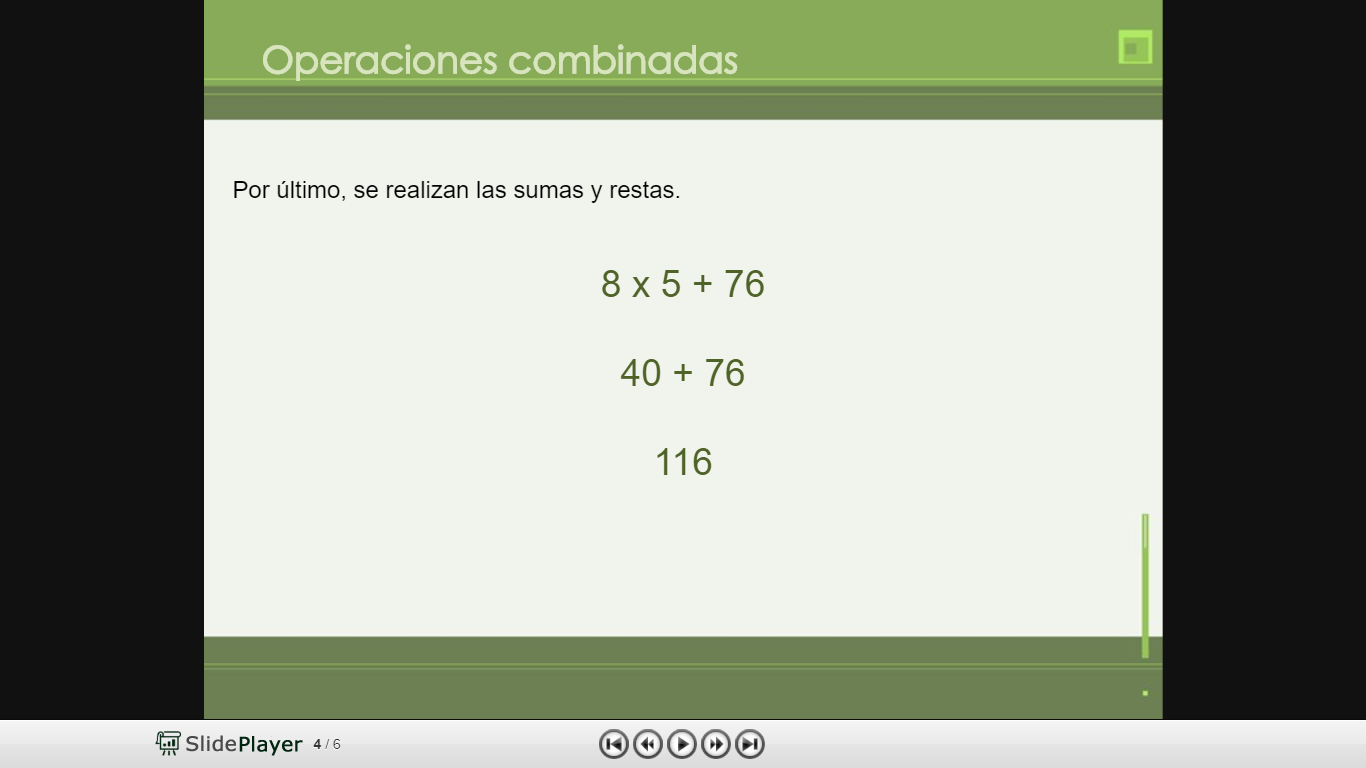 Operaciones combinadas
Por último, se realizan las sumas y restas.
8 x 5 + 76
40 + 76
116
SlidePlayer 4 / 6